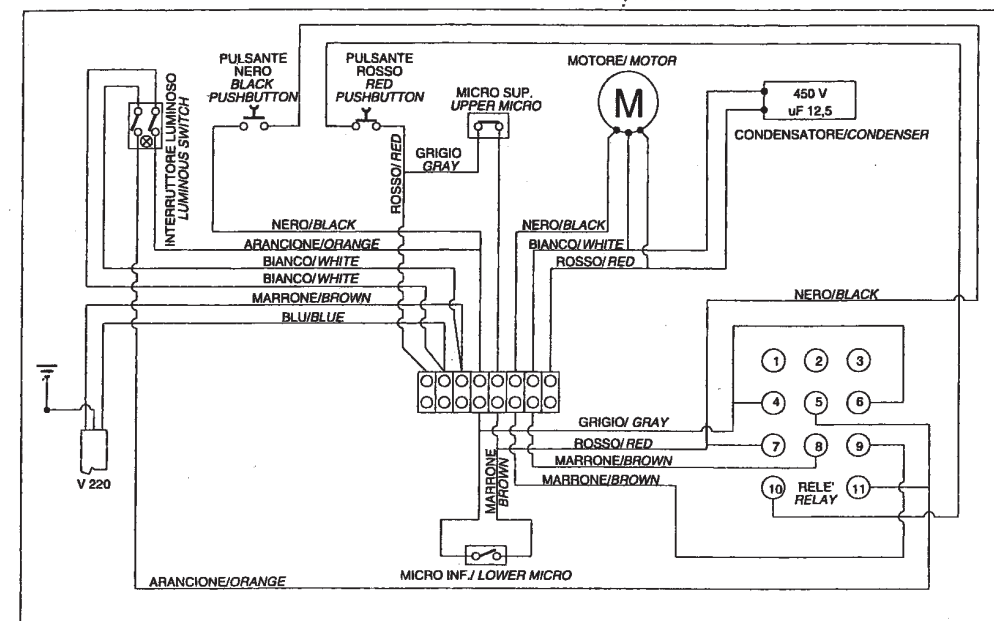 PULSANTE
NERO
BLACK
PUSHBUTTON
PULSANTE
ROSSO
RED
PUSHBUTTON
MICRO SUP.
UPPER MICRO
MOTORE/ MOTOR
M
450 V
uF 12,5
CONDENSATORE/CONDENSER
INTERRUTTORE LUMINOSO
LUMINOUS SWITCH
ROSSO/ RED
GRIGIO
GRAY
NERO/BLACK
ARANCIONE/ORANGE
BIANCO/WHITE
BIANCO/WHITE
MARRONE/BROWN
BLU/BLUE
NERO/BLACK
BIANCO/WHITE
ROSSO/ RED
NERO/BLACK
1
2
3
4
5
6
7
8
9
10
RELE'
RELAY
11
GRIGIO/ GRAY
ROSSO/ RED
MARRONE/BROWN
MARRONE/BROWN
MARRONE
BROWN
V 220
MICRO INF./ LOWER MICRO
ARANCIONE/ORANGE